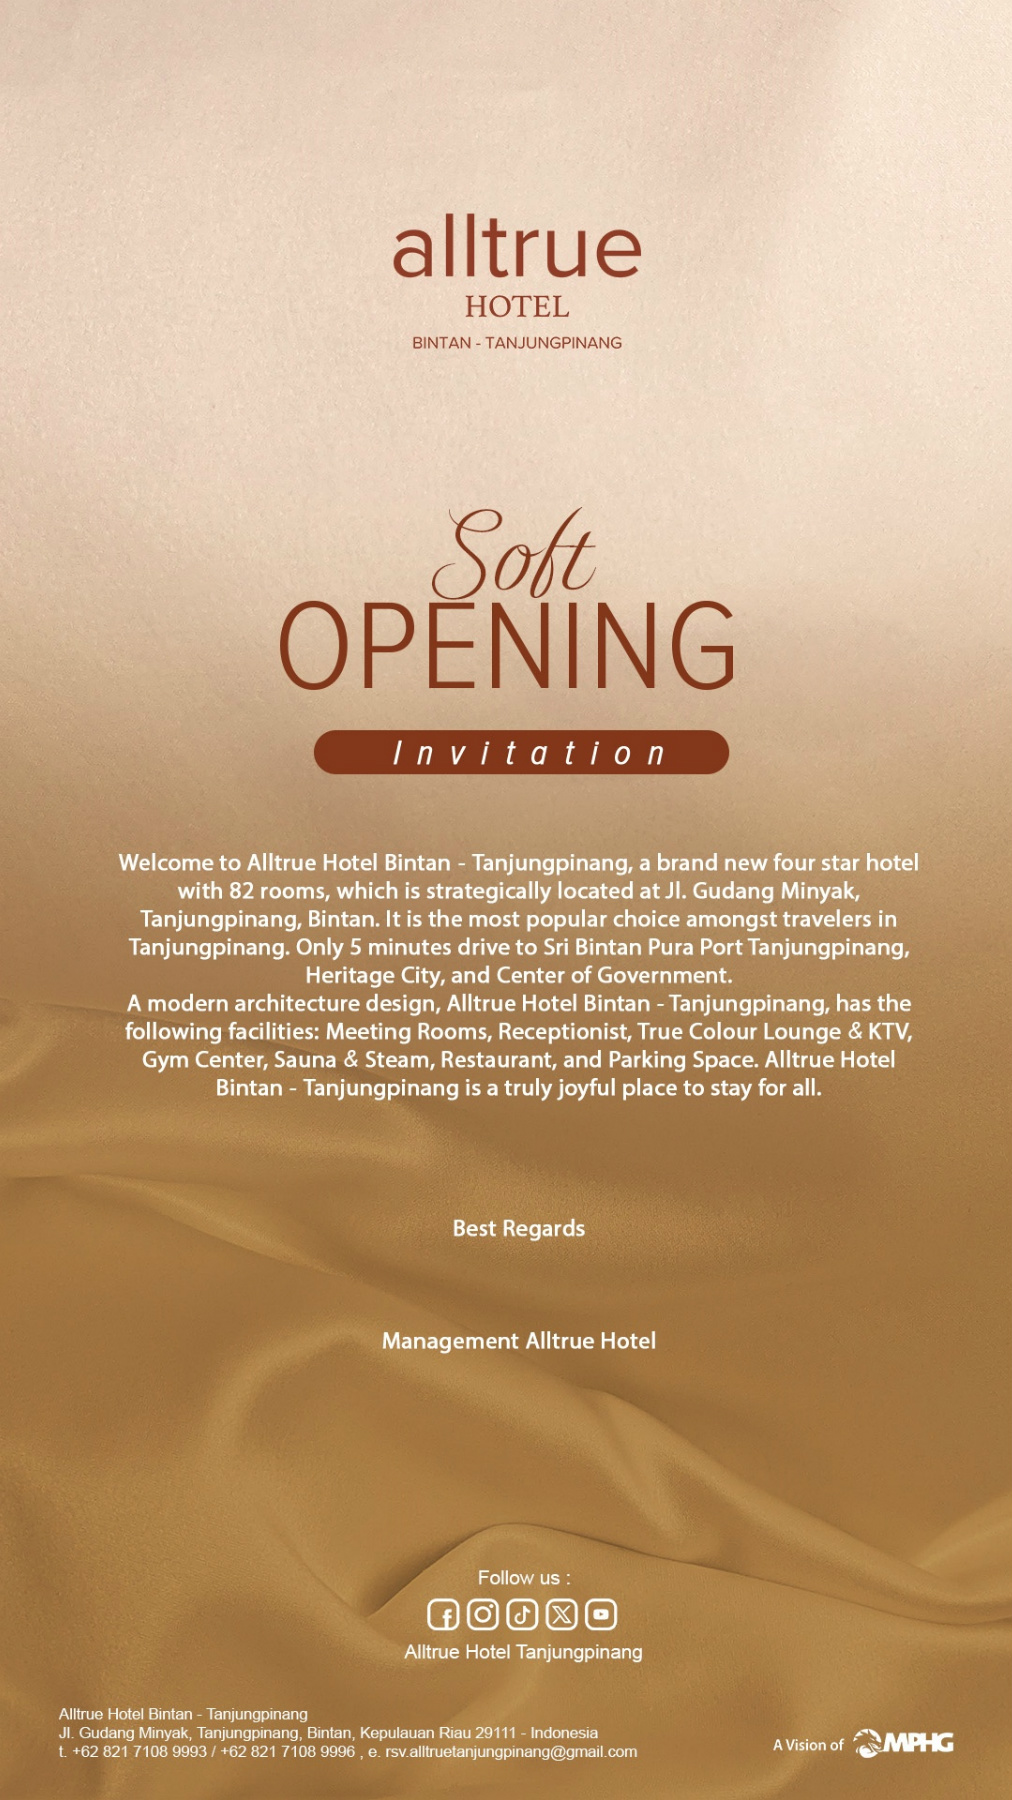 alltrue
HOTEL
BINTAN - TANJUNGPINANG
Soft
OPENING
Invitation
Welcome to Alltrue Hotel Bintan - Tanjungpinang, a brand new four star hotel
with 82 rooms, which is strategically located at Jl. Gudang Minyak,
Tanjungpinang, Bintan. It is the most popular choice amongst travelers in
Tanjungpinang. Only 5 minutes drive to Sri Bintan Pura Port Tanjungpinang,
Heritage City, and Center of Government.
A modern architecture design, Alltrue Hotel Bintan - Tanjungpinang, has the
following facilities: Meeting Rooms, Receptionist, True Colour Lounge & KTV,
Gym Center, Sauna & Steam, Restaurant, and Parking Space. Alltrue Hotel
Bintan - Tanjungpinang is a truly joyful place to stay for all.
Best Regards
Management Alltrue Hotel
Follow us :
Alltrue Hotel Tanjungpinang
Alltrue Hotel Bintan - Tanjungpinang
Jl. Gudang Minyak, Tanjungpinang, Bintan, Kepulauan Riau 29111 - Indonesia
t. +62 821 7108 9993 / +62 821 7108 9996 , e. rsv.alltruetanjungpinang@gmail.com
A Vision of MPHG